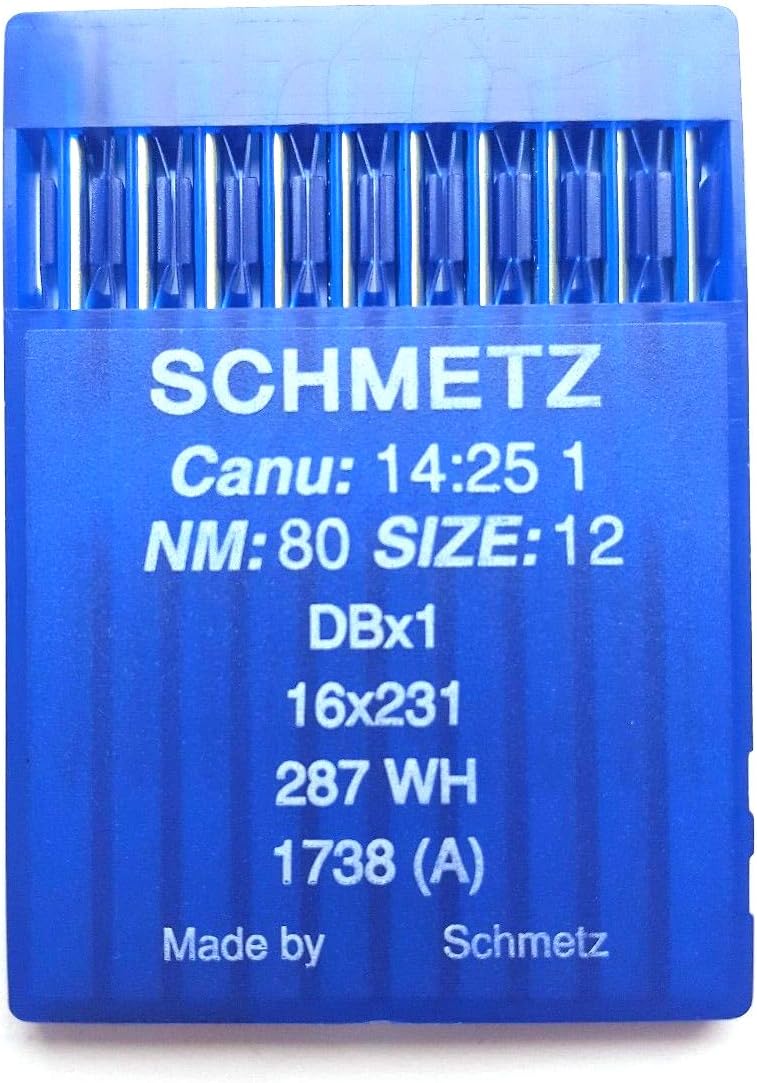 SCHMETZ
Canu: 14:25 1
NM: 80 SIZE: 12
DBx1
16x231
287 WH
1738 (A)
Made by Schmetz